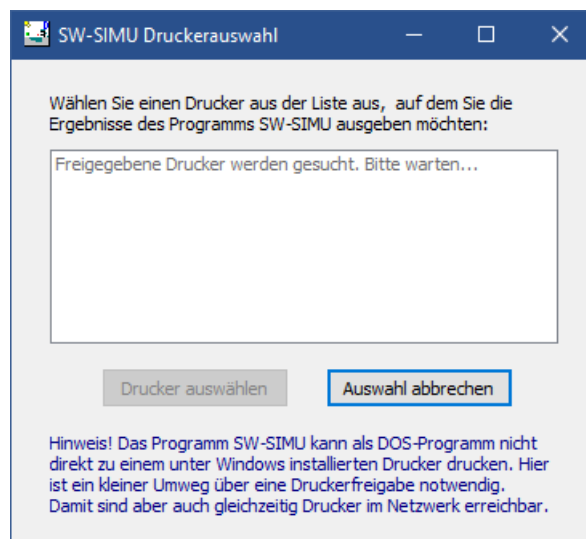 SW-SIMU Druckerauswahl
Wählen Sie einen Drucker aus der Liste aus, auf dem Sie die
Ergebnisse des Programms SW-SIMU ausgeben möchten:
Freigegebene Drucker werden gesucht. Bitte warten...
Drucker auswählen Auswahl abbrechen
Hinweis! Das Programm SW-SIMU kann als DOS-Programm nicht
direkt zu einem unter Windows installierten Drucker drucken. Hier
ist ein kleiner Umweg über eine Druckerfreigabe notwendig.
Damit sind aber auch gleichzeitig Drucker im Netzwerk erreichbar.